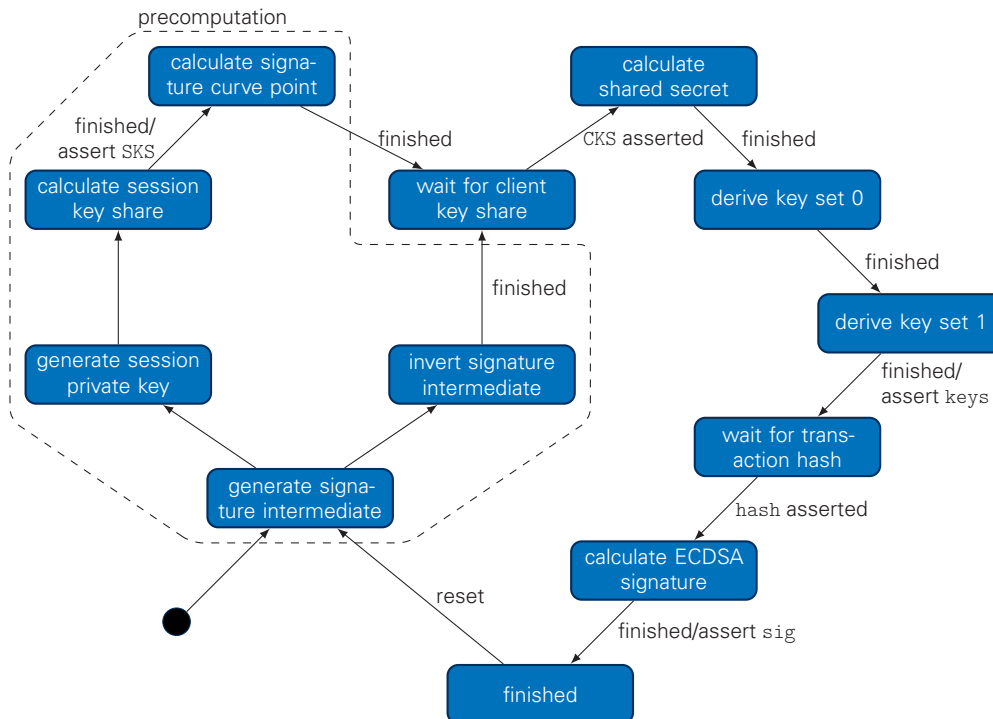 precomputation
calculate signa-
ture curve point
calculate
shared secret
finished/
assert SKS
finished
CKS asserted
finished
calculate session
key share
wait for client
key share
derive key set 0
finished
finished
derive key set 1
generate session
private key
invert signature
intermediate
finished/
assert keys
wait for trans-
action hash
generate signa-
ture intermediate
hash asserted
calculate ECDSA
signature
reset
finished/assert sig
finished